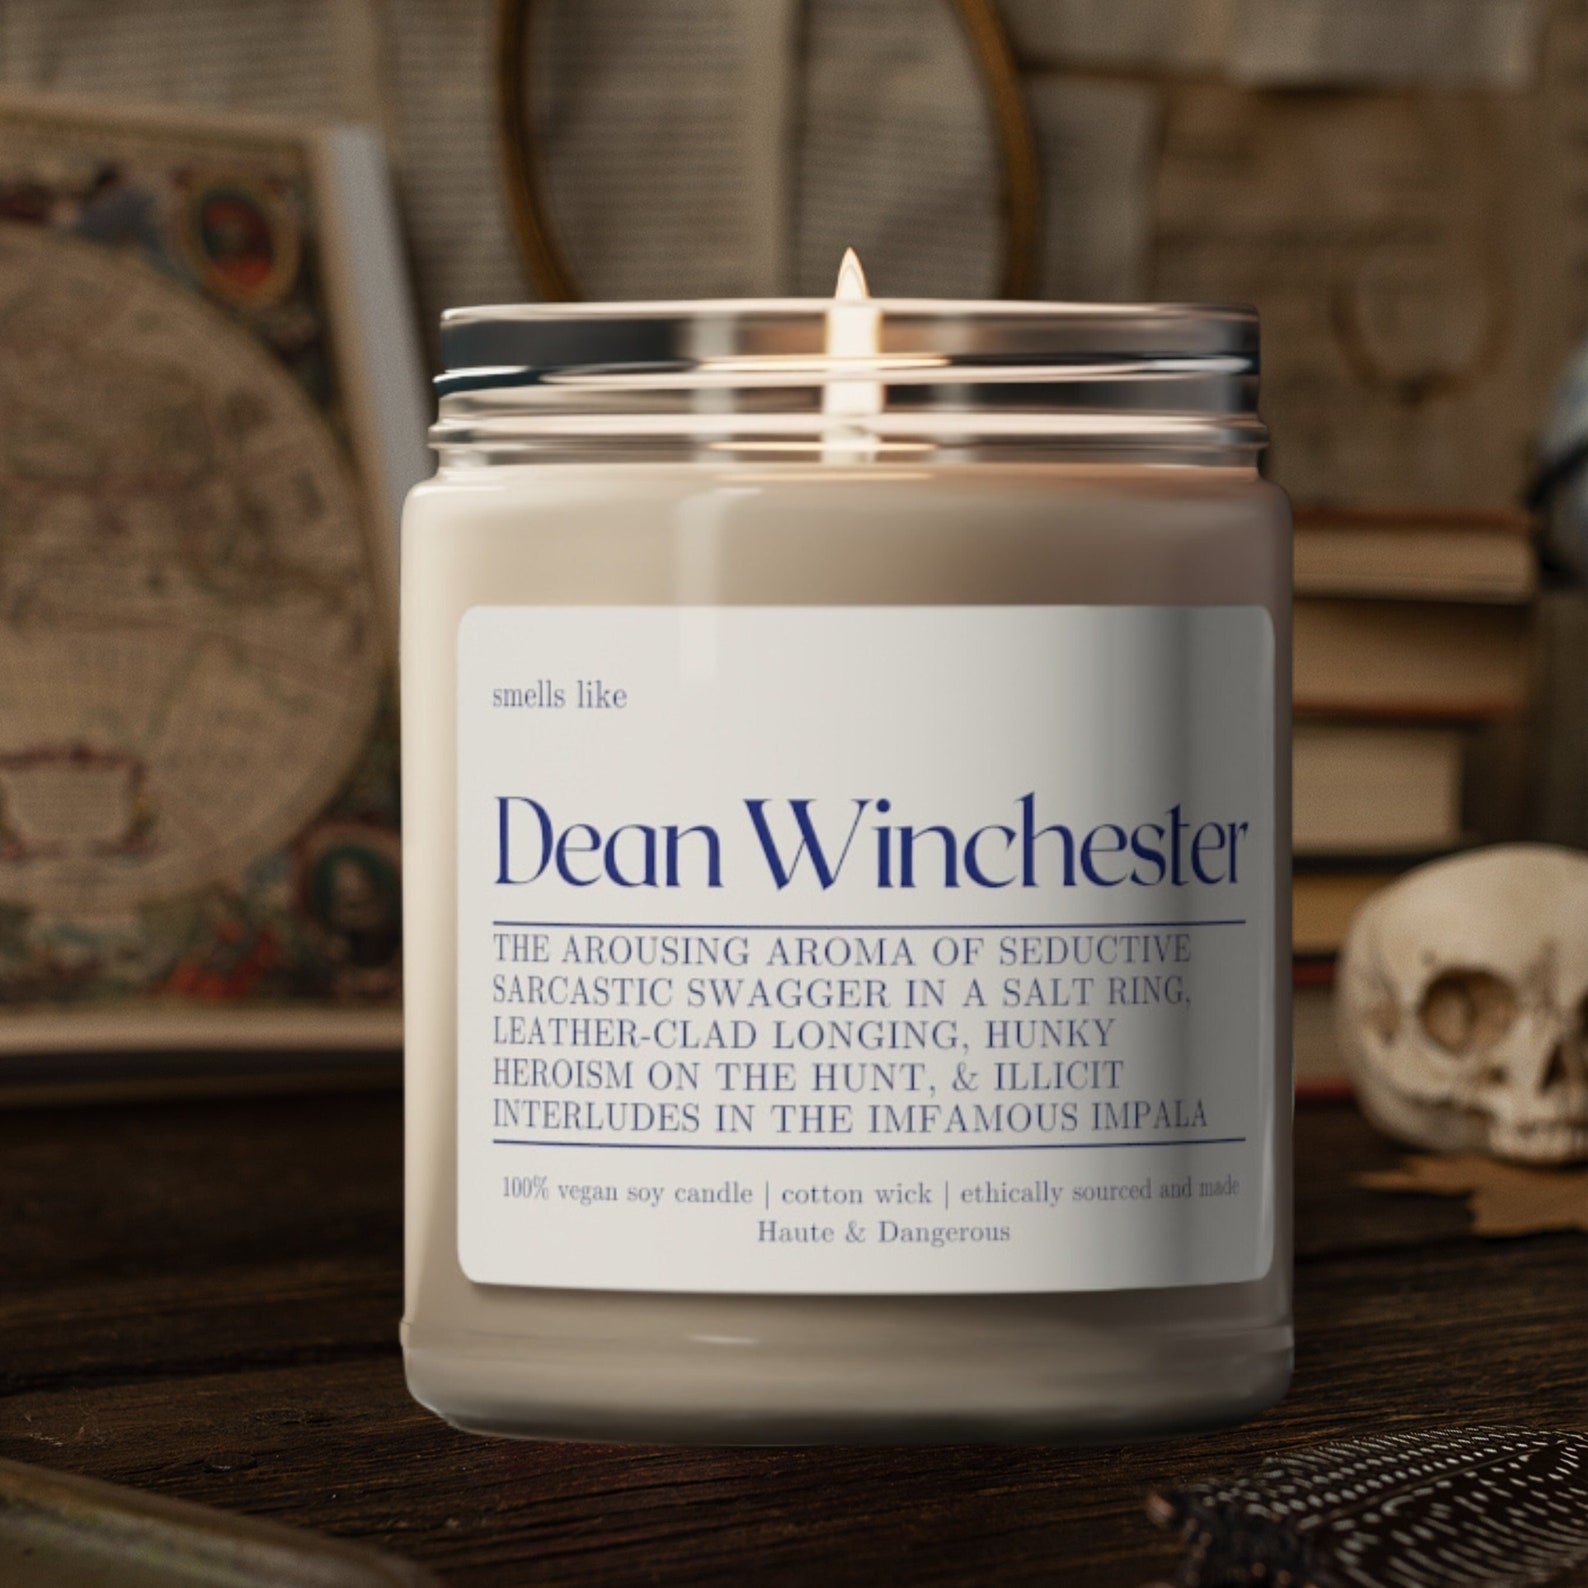 smells like
Dean Winchester
THE AROUSING AROMA OF SEDUCTIVE
SARCASTIC SWAGGER IN A SALT RING,
LEATHER-CLAD LONGING, HUNKY
HEROISM ON THE HUNT, & ILLICIT
INTERLUDES IN THE IMFAMOUS IMPALA
100% vegan soy candle | cotton wick | ethically sourced and made
Haute & Dangerous